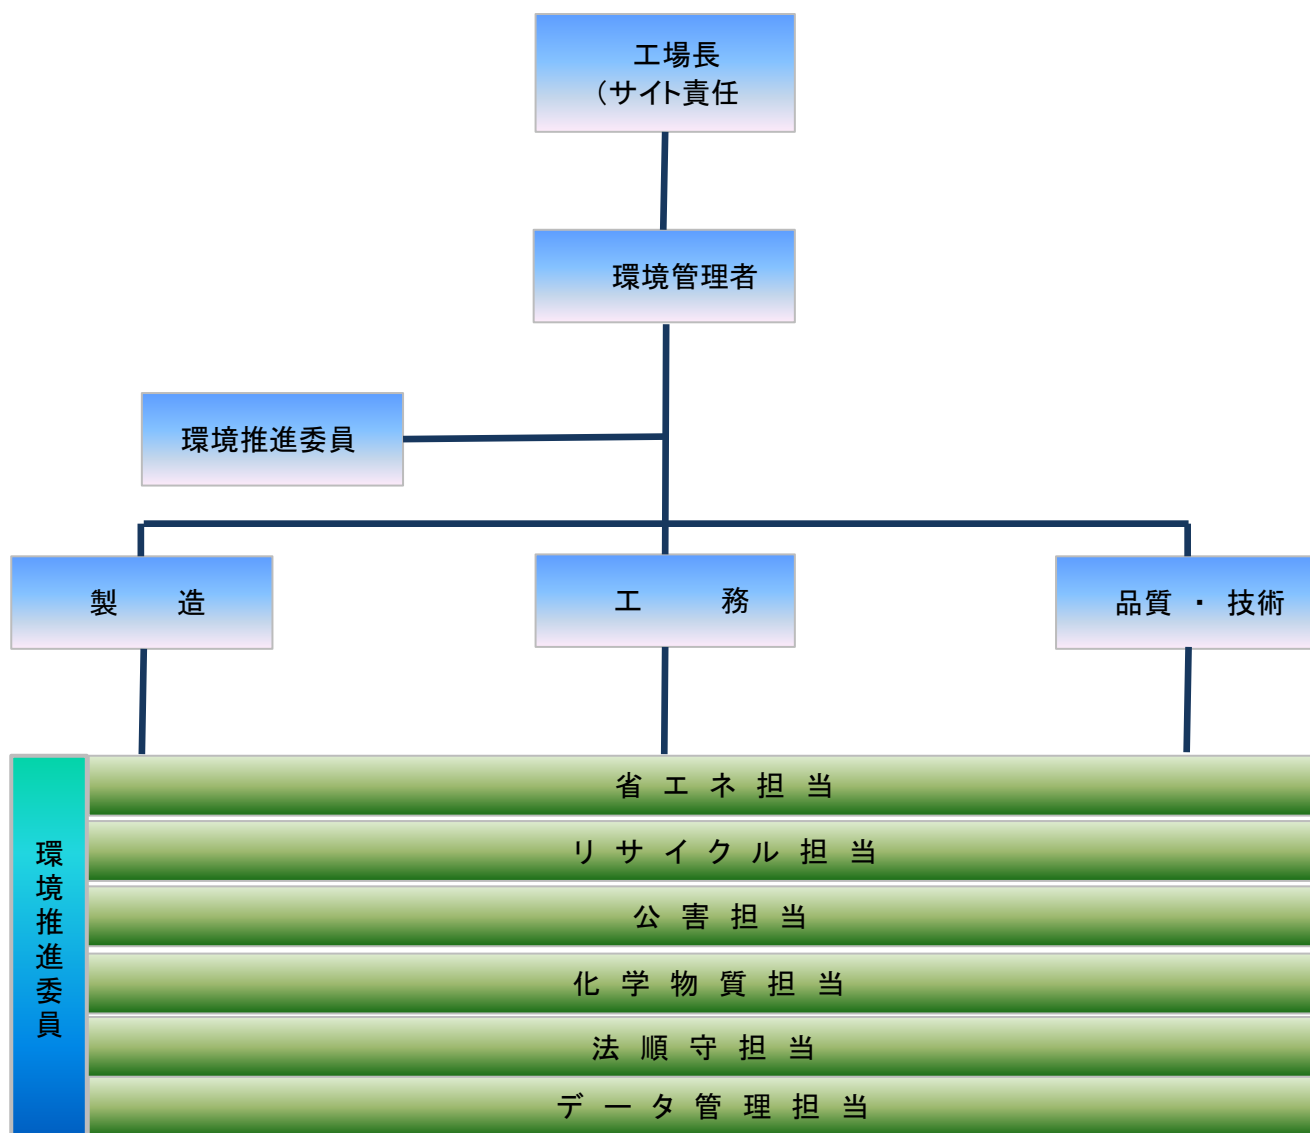 工場長
(サイト責任
環境管理者
環境推進委員
製 造
工 務
品質 ・ 技術
環境推進委員
省エネ担当
リサイクル担当
公害担当
化学物質担当
法順守担当
データ管理担当